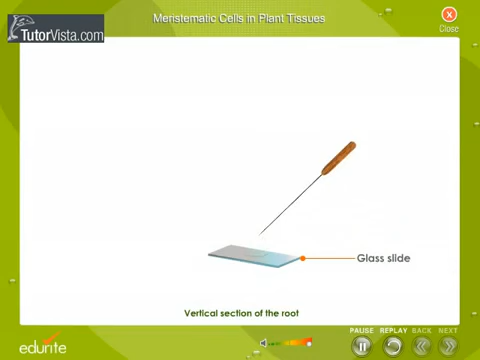 Meristematic Cells in Plant Tissues
TutorVista.com
Close
Glass slide
Vertical section of the root
PAUSE REPLAY BACK NEXT
edurite